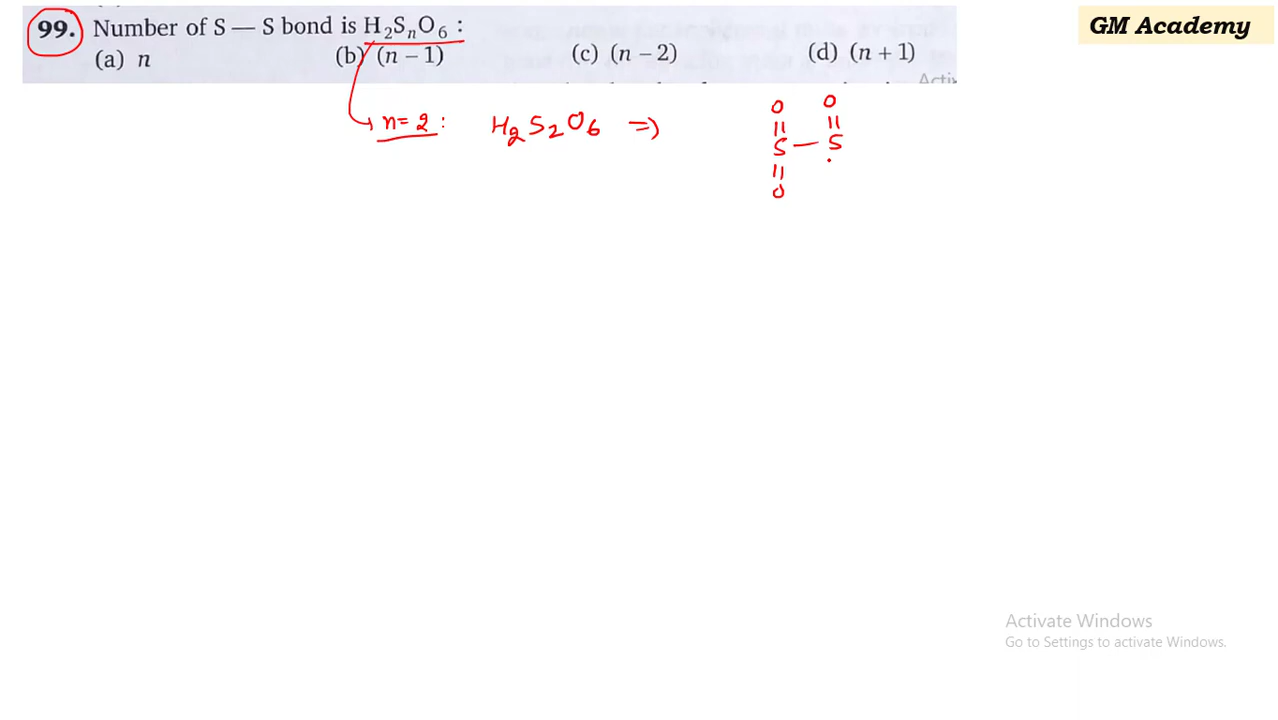 GM Academy
99. Number of S — S bond is H₂SₙO₆ :
(a) n (b) (n – 1) (c) (n – 2) (d) (n + 1)
n = 2 : H₂S₂O₆ ⇒
O O
|| ||
S — S
||
O
Activate Windows
Go to Settings to activate Windows.